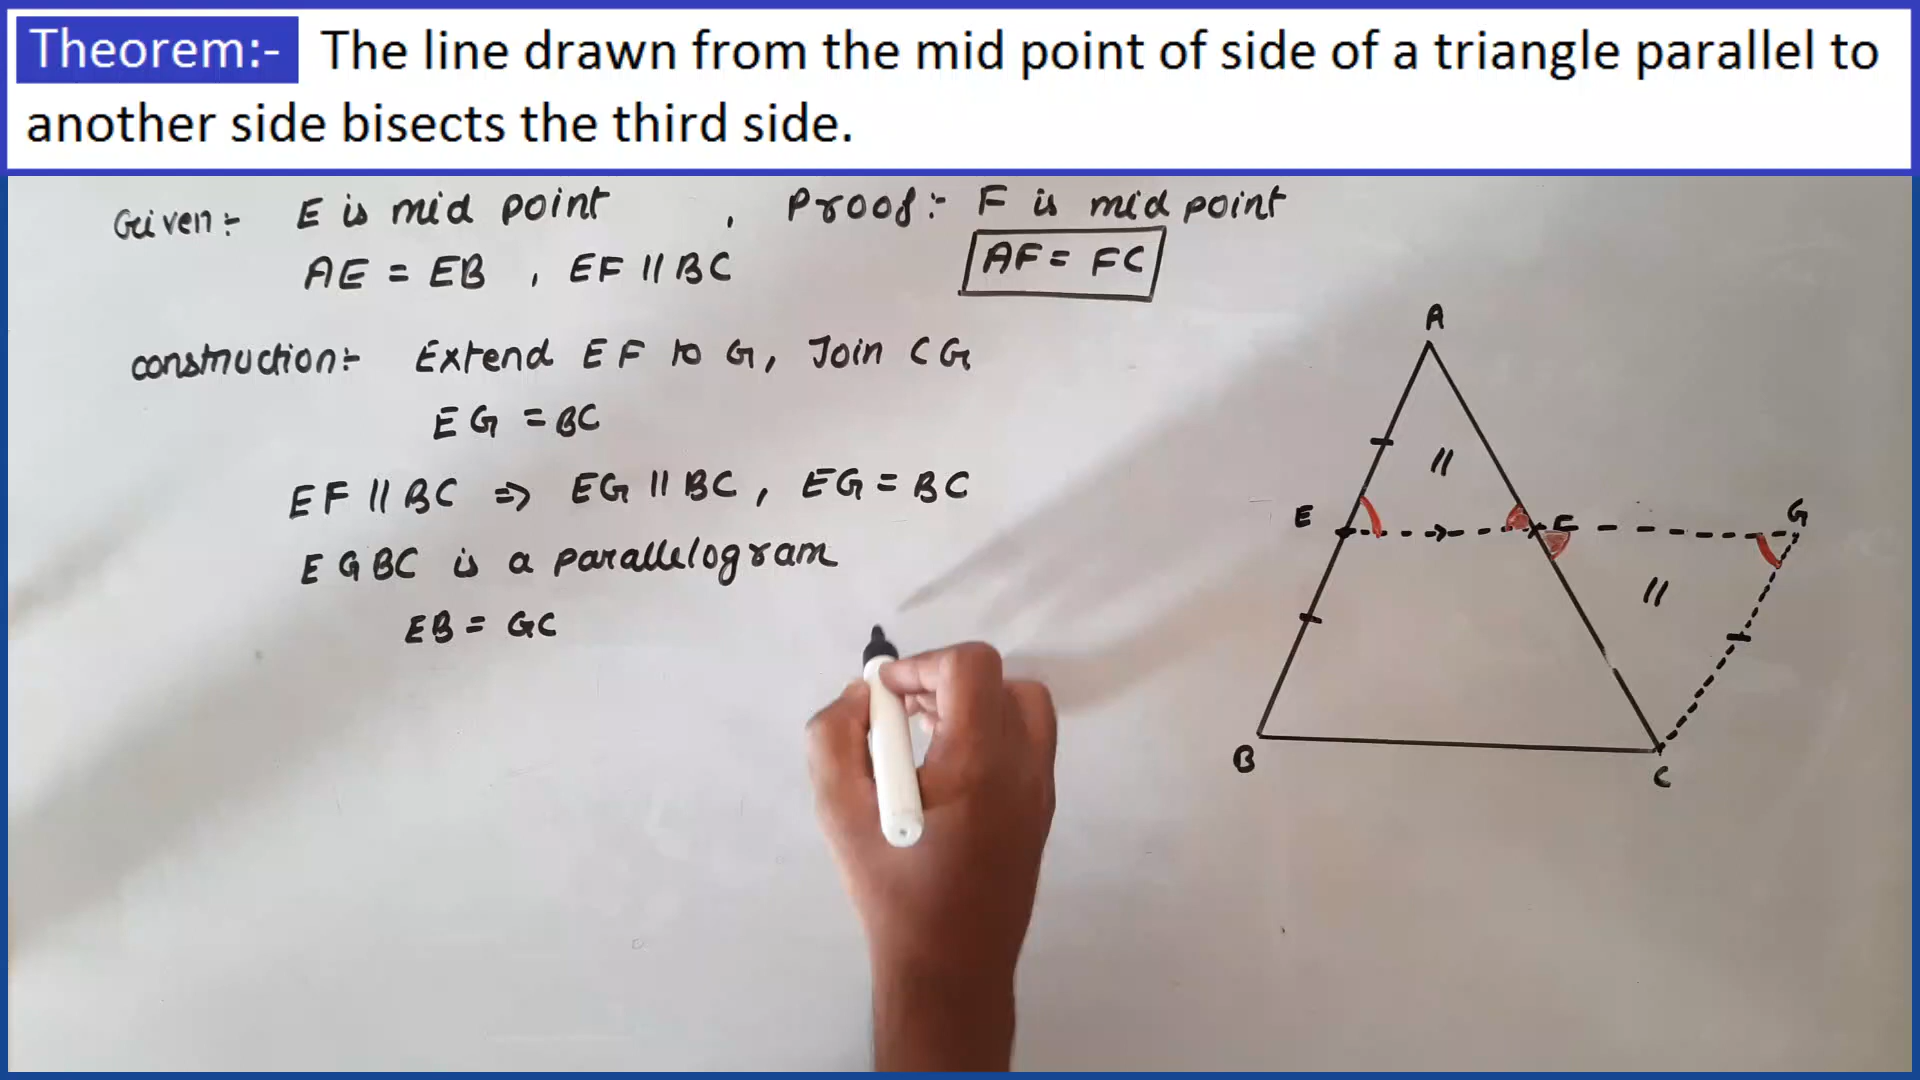 Theorem:- The line drawn from the mid point of side of a triangle parallel to
another side bisects the third side.
Given:- E is mid point , Proof:- F is mid point
AE = EB , EF || BC AF = FC
construction:- Extend EF to G, Join CG
EG = BC
EF || BC => EG || BC, EG = BC
EGBC is a parallelogram
EB = GC
A
E F G
B C